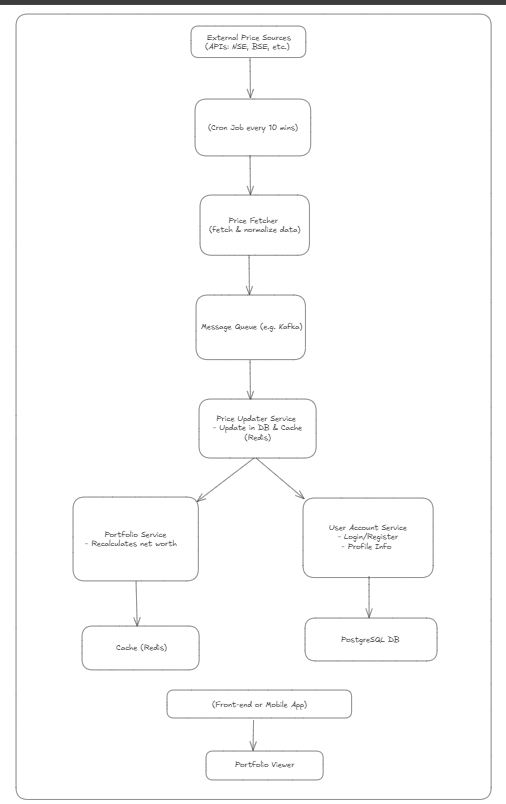 External Price Sources
(APIs: NSE, BSE, etc.)
(Cron Job every 10 mins)
Price Fetcher
(fetch & normalize data)
Message Queue (e.g. Kafka)
Price Updater Service
- Update in DB & Cache
(Redis)
Portfolio Service
- Recalculates net worth
User Account Service
- Login/Register
- Profile Info
Cache (Redis)
PostgreSQL DB
(Front-end or Mobile App)
Portfolio Viewer